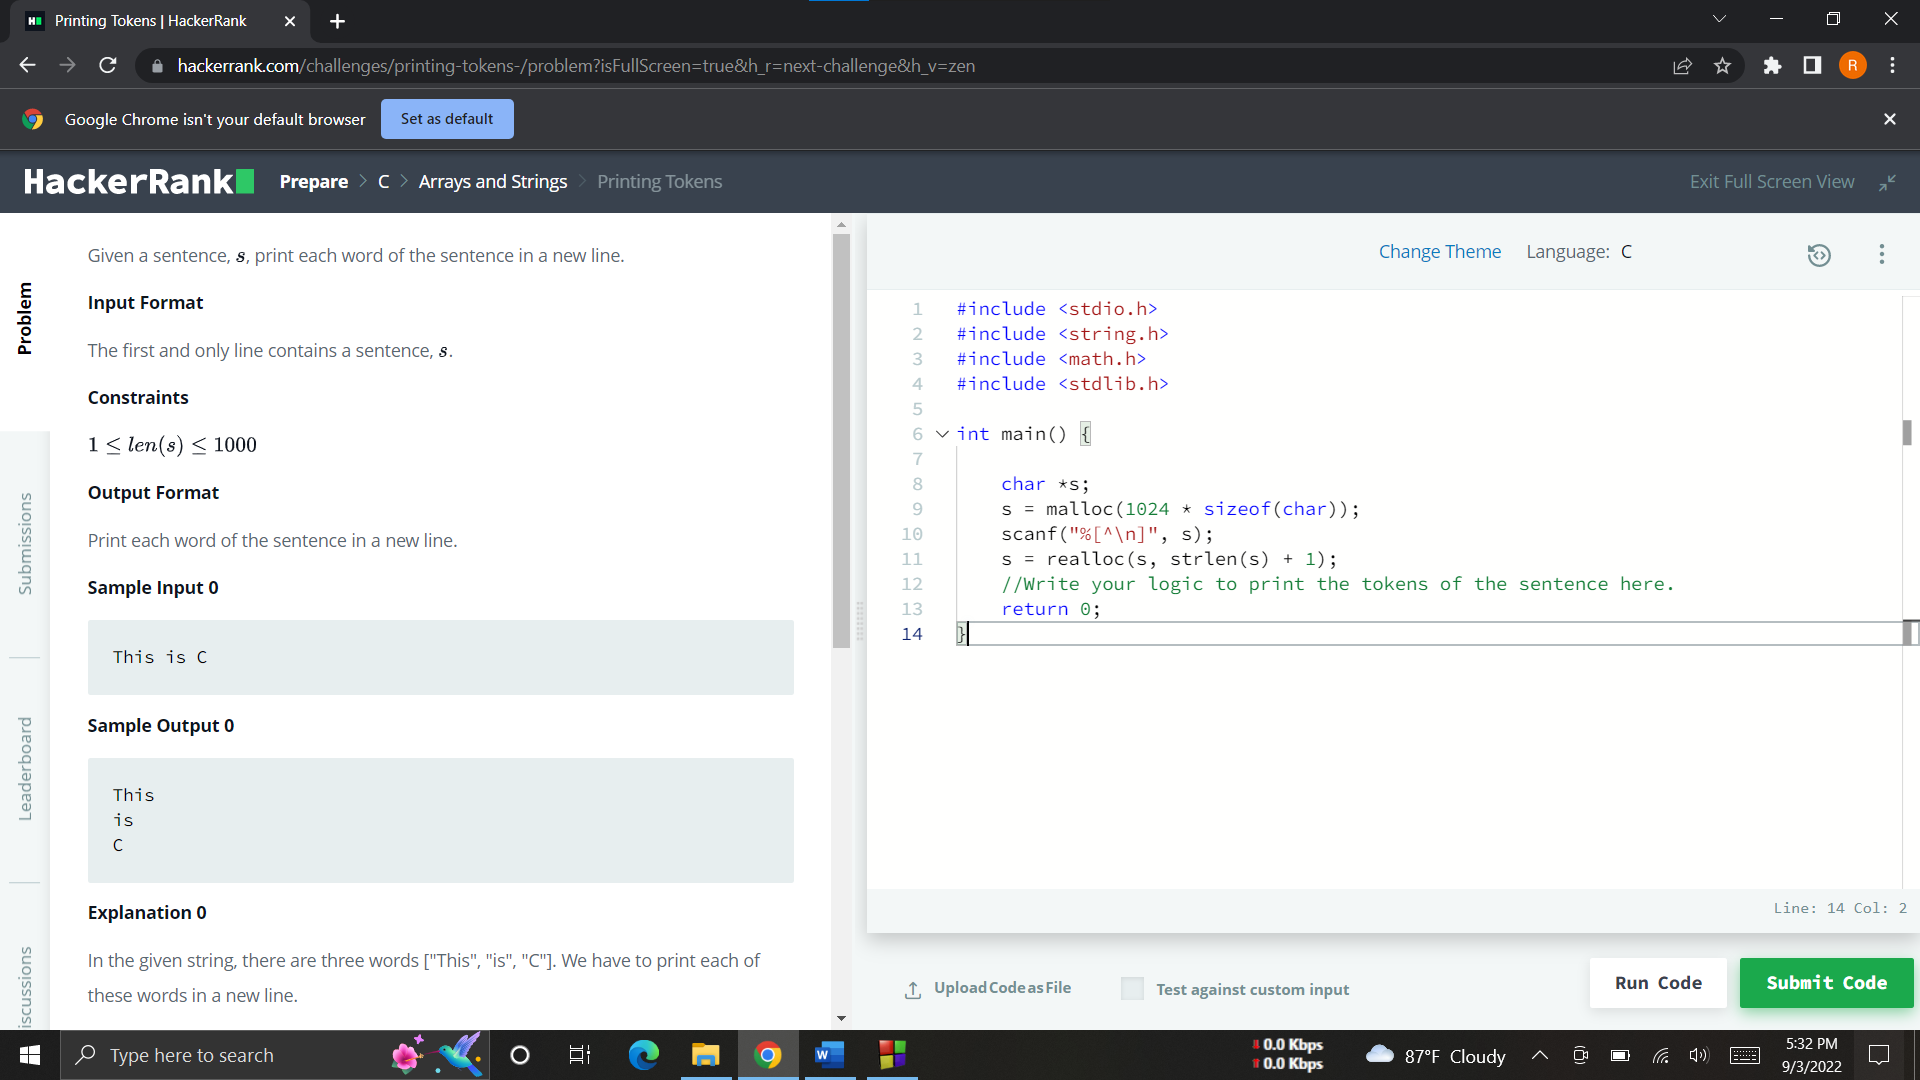 Printing Tokens | HackerRank
hackerrank.com/challenges/printing-tokens-/problem?isFullScreen=true&h_r=next-challenge&h_v=zen
R
Google Chrome isn't your default browser
Set as default
HackerRank
Prepare > C > Arrays and Strings > Printing Tokens
Exit Full Screen View
Problem
Submissions
Leaderboard
iscussions
Given a sentence, s, print each word of the sentence in a new line.
Input Format
The first and only line contains a sentence, s.
Constraints
1 ≤ len(s) ≤ 1000
Output Format
Print each word of the sentence in a new line.
Sample Input 0
This is C
Sample Output 0
This
is
C
Explanation 0
In the given string, there are three words ["This", "is", "C"]. We have to print each of
these words in a new line.
Change Theme
Language: C
1 #include <stdio.h>
2 #include <string.h>
3 #include <math.h>
4 #include <stdlib.h>
5
6 int main() {
7
8 char *s;
9 s = malloc(1024 * sizeof(char));
10 scanf("%[^\n]", s);
11 s = realloc(s, strlen(s) + 1);
12 //Write your logic to print the tokens of the sentence here.
13 return 0;
14 }
Line: 14 Col: 2
Upload Code as File
Test against custom input
Run Code
Submit Code
Type here to search
0.0 Kbps
0.0 Kbps
87°F Cloudy
5:32 PM
9/3/2022